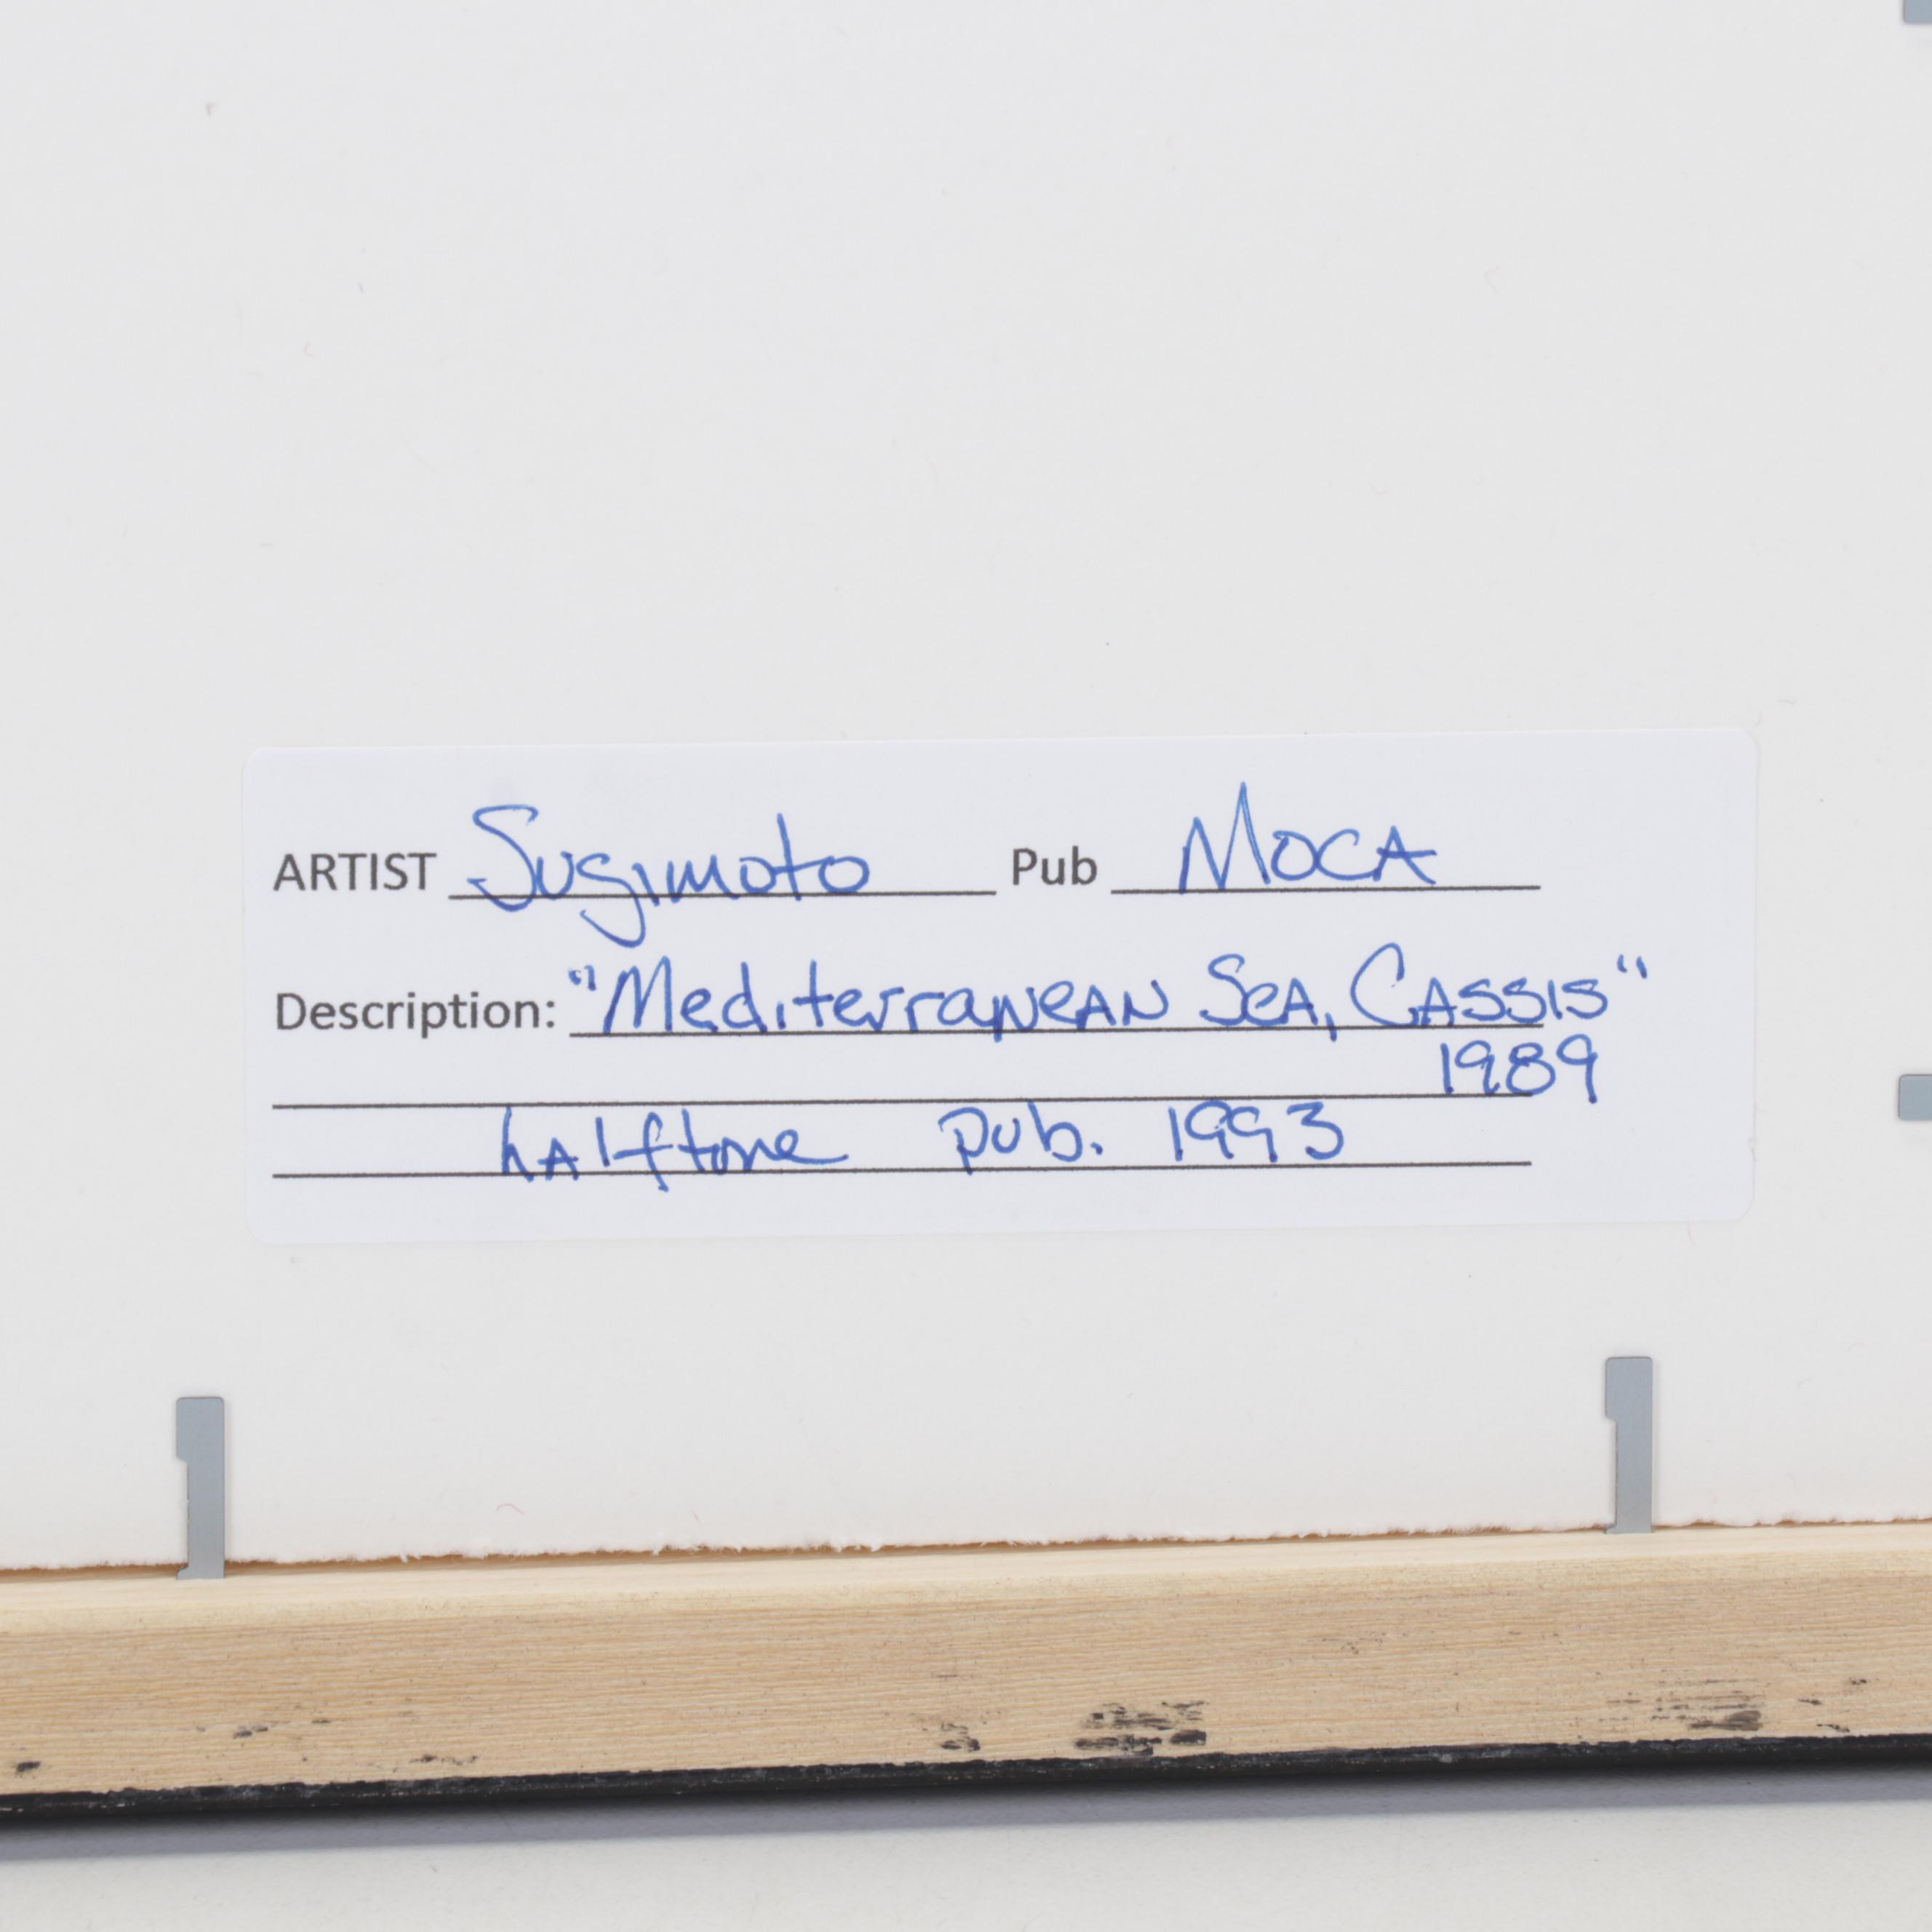 ARTIST Sugimoto Pub MOCA
Description: "Mediterranean Sea, Cassis"
1989
halftone pub. 1993